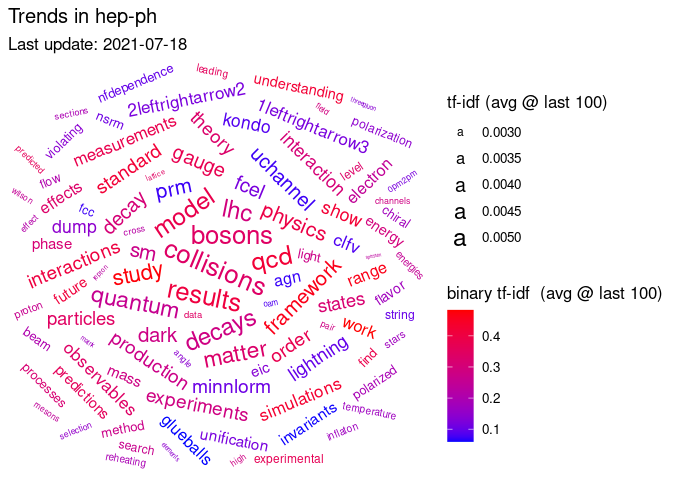 Trends in hep-ph
Last update: 2021-07-18
leading
nfdependence
understanding
threequon
2leftrightarrow2
field
sections
nsrm
1leftrightarrow3
polarization
violating
theory
kondo
measurements
interaction
predicted
standard
gauge
level
electron
flow
lattice
uchannel
0pm2pm
wilson
effects
prm
fcel
channels
fcc
decay
model
lhc
physics
show
chiral
effect
dump
cross
bosons
clfv
energy
phase
sm
collisions
qcd
light
energies
interactions
study
agn
framework
range
future
results
0am
flavor
proton
quantum
data
states
string
particles
decays
pair
work
beam
dark
matter
order
lightning
stars
observables
production
angle
eic
find
processes
predictions
mass
minnlorm
polarized
mesons
experiments
simulations
temperature
selection
method
glueballs
unification
invariants
inflaton
search
reheating
elements
high
experimental
tf-idf (avg @ last 100)
a 0.0030
a 0.0035
a 0.0040
a 0.0045
a 0.0050
binary tf-idf  (avg @ last 100)
0.4
0.3
0.2
0.1